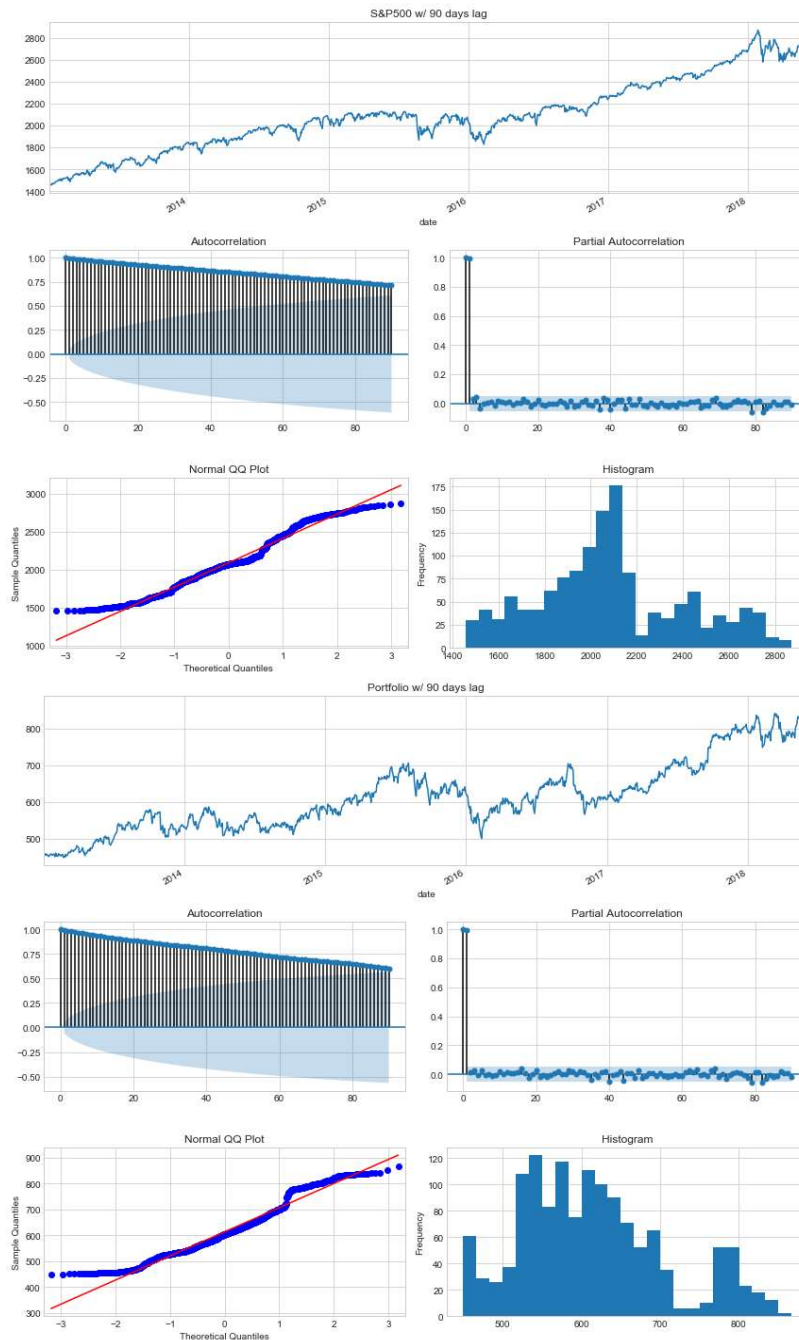 S&P500 w/ 90 days lag
2800
2600
2400
2200
2000
1800
1600
1400
2014
2015
2016
2017
2018
date
Autocorrelation
Partial Autocorrelation
1.00
0.75
0.50
0.25
0.00
−0.25
−0.50
0 20 40 60 80
1.0
0.8
0.6
0.4
0.2
0.0
0 20 40 60 80
Normal QQ Plot
Histogram
Sample Quantiles
3000
2500
2000
1500
1000
−3 −2 −1 0 1 2 3
Theoretical Quantiles
Frequency
175
150
125
100
75
50
25
0
1400 1600 1800 2000 2200 2400 2600 2800
Portfolio w/ 90 days lag
800
700
600
500
2014
2015
2016
2017
2018
date
Autocorrelation
Partial Autocorrelation
1.00
0.75
0.50
0.25
0.00
−0.25
−0.50
0 20 40 60 80
1.0
0.8
0.6
0.4
0.2
0.0
0 20 40 60 80
Normal QQ Plot
Histogram
Sample Quantiles
900
800
700
600
500
400
300
−3 −2 −1 0 1 2 3
Theoretical Quantiles
Frequency
120
100
80
60
40
20
0
500 600 700 800